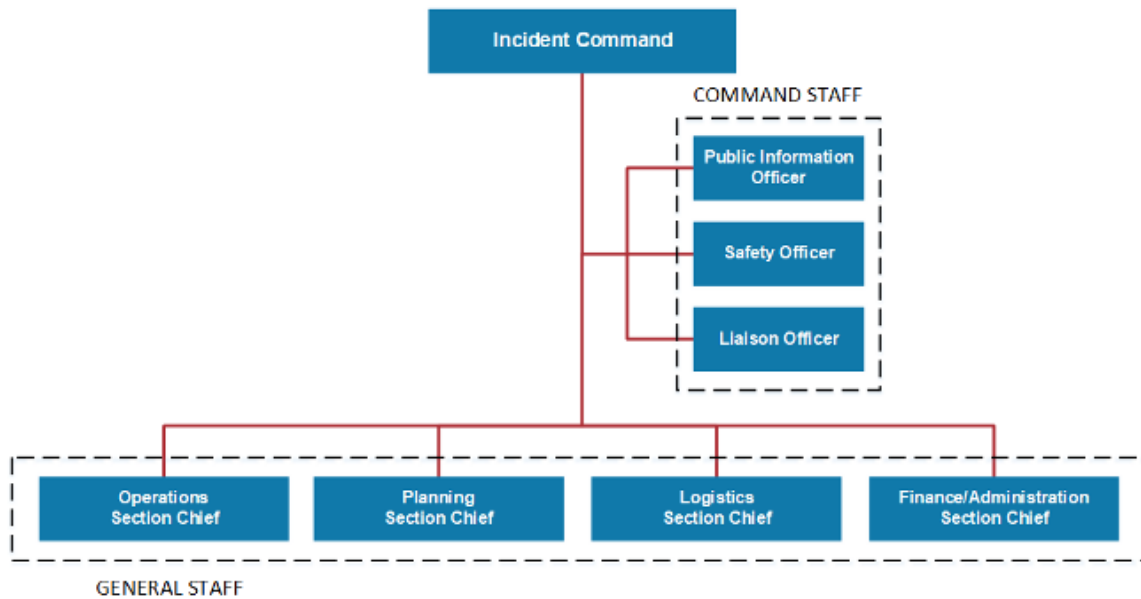 Incident Command
COMMAND STAFF
Public Information
Officer
Safety Officer
Liaison Officer
Operations
Section Chief
Planning
Section Chief
Logistics
Section Chief
Finance/Administration
Section Chief
GENERAL STAFF